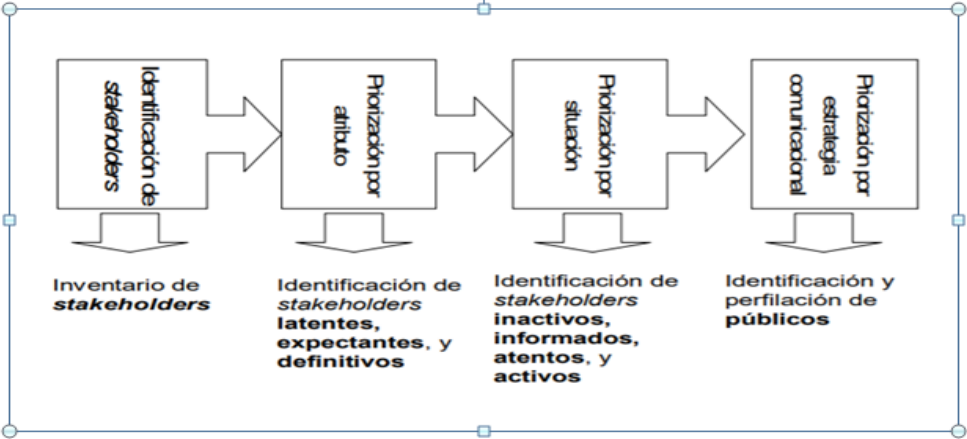 Identificación de
stakeholders
Priorización por
atributo
Priorización por
situación
Priorización por
estrategia
comunicacional
Inventario de
stakeholders
Identificación de
stakeholders
latentes,
expectantes, y
definitivos
Identificación de
stakeholders
inactivos,
informados,
atentos, y
activos
Identificación y
perfilación de
públicos